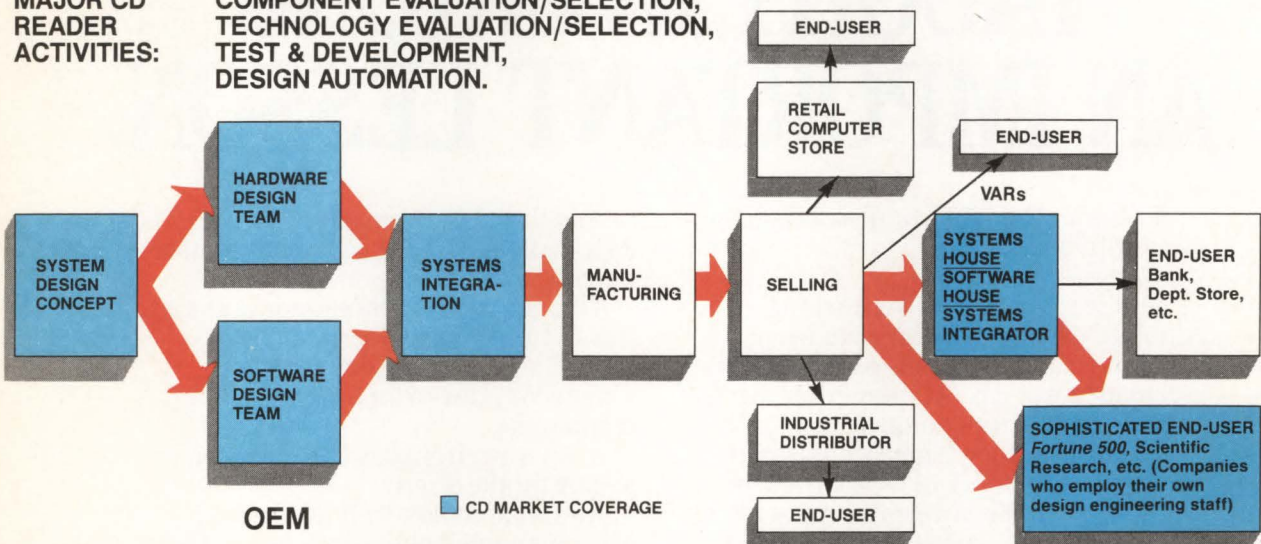 MAJOR CD
READER
ACTIVITIES:
COMPONENT EVALUATION/SELECTION,
TECHNOLOGY EVALUATION/SELECTION,
TEST & DEVELOPMENT,
DESIGN AUTOMATION.
SYSTEM
DESIGN
CONCEPT
HARDWARE
DESIGN
TEAM
SOFTWARE
DESIGN
TEAM
OEM
SYSTEMS
INTEGRA-
TION
CD MARKET COVERAGE
MANU-
FACTURING
SELLING
END-USER
RETAIL
COMPUTER
STORE
END-USER
VARs
SYSTEMS
HOUSE
SOFTWARE
HOUSE
SYSTEMS
INTEGRATOR
END-USER
Bank,
Dept. Store,
etc.
INDUSTRIAL
DISTRIBUTOR
END-USER
SOPHISTICATED END-USER
Fortune 500, Scientific
Research, etc. (Companies
who employ their own
design engineering staff)